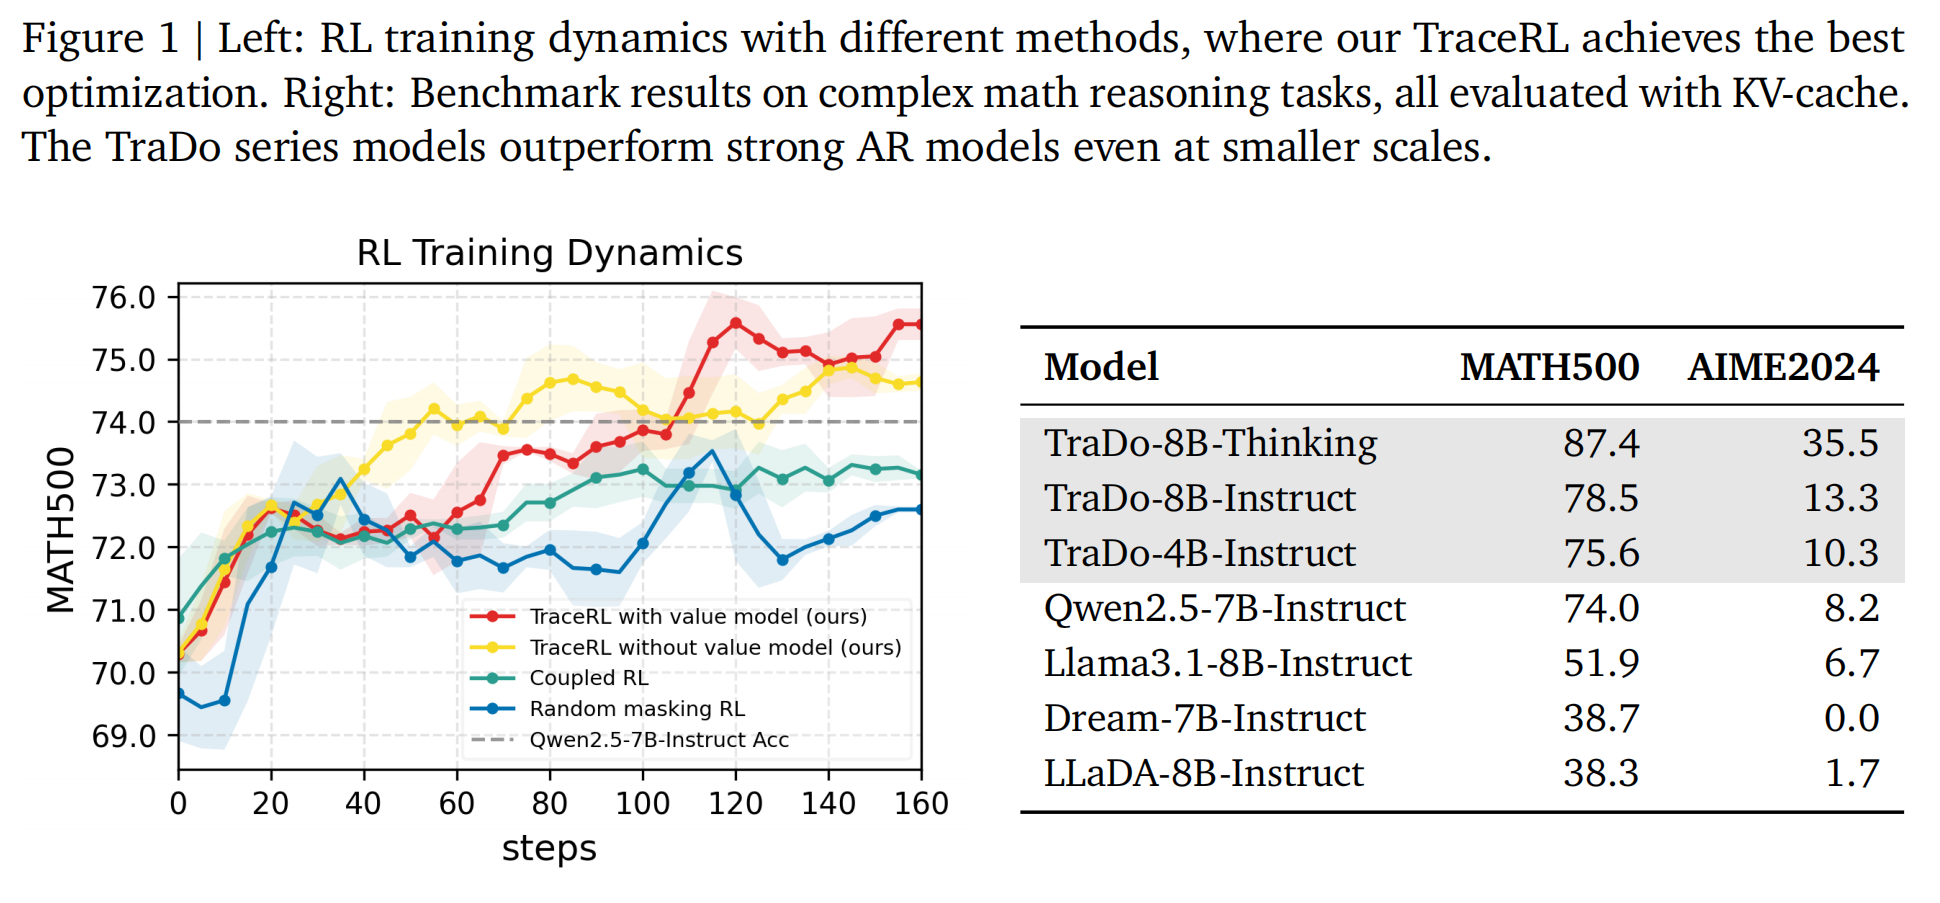 Figure 1 | Left: RL training dynamics with different methods, where our TraceRL achieves the best
optimization. Right: Benchmark results on complex math reasoning tasks, all evaluated with KV-cache.
The TraDo series models outperform strong AR models even at smaller scales.
RL Training Dynamics
76.0
75.0
74.0
73.0
72.0
71.0
70.0
69.0
MATH500
TraceRL with value model (ours)
TraceRL without value model (ours)
Coupled RL
Random masking RL
Qwen2.5-7B-Instruct Acc
0 20 40 60 80 100 120 140 160
steps
Model MATH500 AIME2024
TraDo-8B-Thinking 87.4 35.5
TraDo-8B-Instruct 78.5 13.3
TraDo-4B-Instruct 75.6 10.3
Qwen2.5-7B-Instruct 74.0 8.2
Llama3.1-8B-Instruct 51.9 6.7
Dream-7B-Instruct 38.7 0.0
LLaDA-8B-Instruct 38.3 1.7